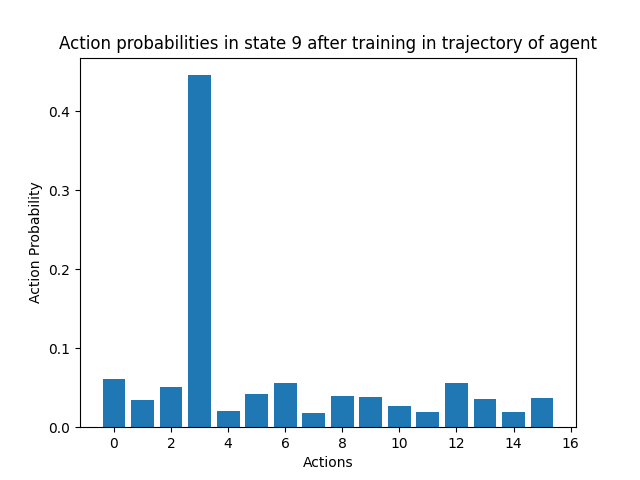 Action probabilities in state 9 after training in trajectory of agent
Action Probability
0.4
0.3
0.2
0.1
0.0
0 2 4 6 8 10 12 14 16
Actions